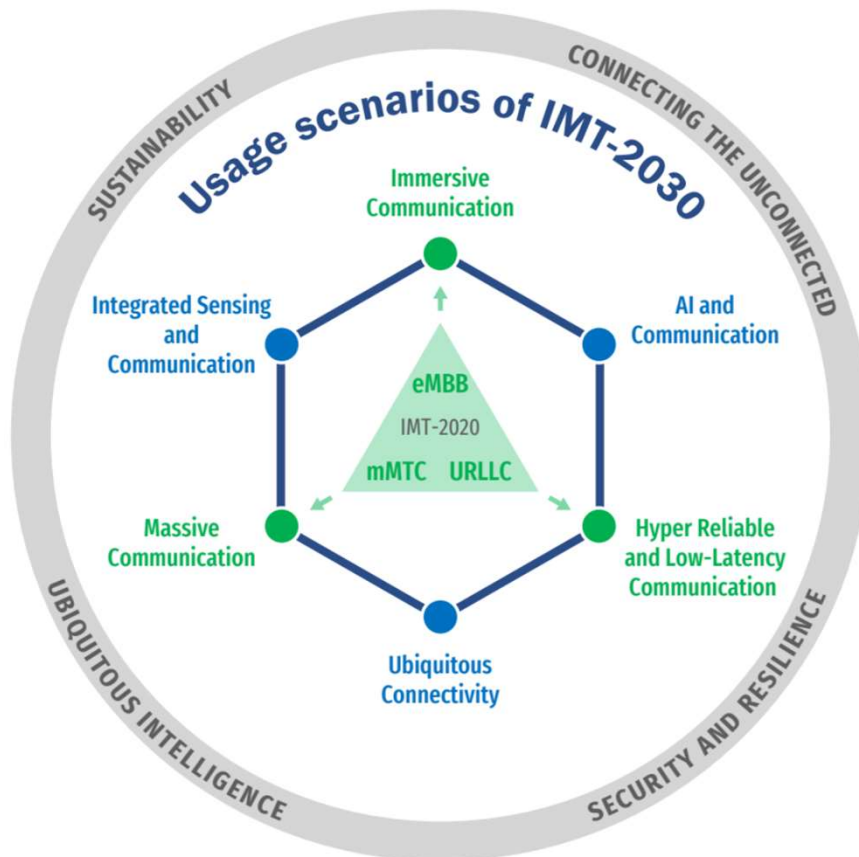 SUSTAINABILITY
CONNECTING THE UNCONNECTED
Usage scenarios of IMT-2030
Immersive
Communication
Integrated Sensing
and
Communication
AI and
Communication
eMBB
IMT-2020
mMTC URLLC
Massive
Communication
Hyper Reliable
and Low-Latency
Communication
Ubiquitous
Connectivity
UBIQUITOUS INTELLIGENCE
SECURITY AND RESILIENCE